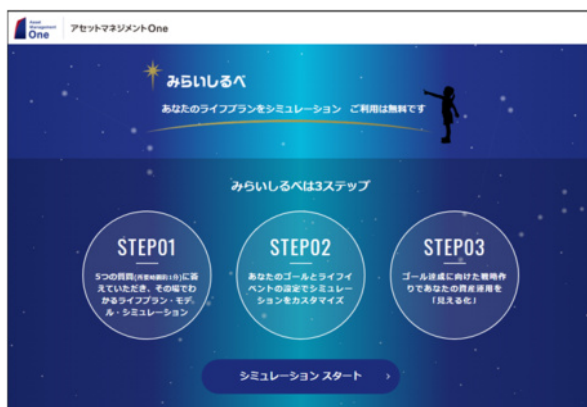 Asset
Management
One
アセットマネジメントOne
みらいしるべ
あなたのライフプランをシミュレーション　ご利用は無料です
みらいしるべは3ステップ
STEP01
5つの質問(所要時間約1分)に答
えていただき、その場でわ
かるライフプラン・モデ
ル・シミュレーション
STEP02
あなたのゴールとライフイ
ベントの設定でシミュレー
ションをカスタマイズ
STEP03
ゴール達成に向けた戦略作
りであなたの資産運用を
「見える化」
シミュレーション スタート